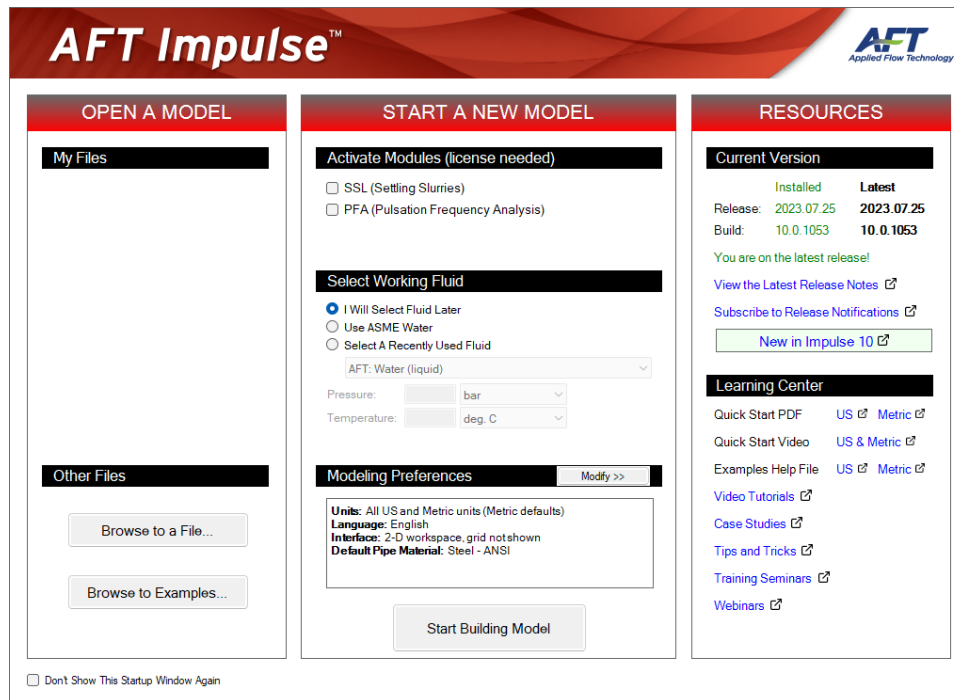 AFT Impulse™
AFT
Applied Flow Technology
OPEN A MODEL
My Files
Other Files
Browse to a File...
Browse to Examples...
START A NEW MODEL
Activate Modules (license needed)
SSL (Settling Slurries)
PFA (Pulsation Frequency Analysis)
Select Working Fluid
I Will Select Fluid Later
Use ASME Water
Select A Recently Used Fluid
AFT: Water (liquid)
Pressure: bar
Temperature: deg. C
Modeling Preferences Modify >>
Units: All US and Metric units (Metric defaults)
Language: English
Interface: 2-D workspace, grid not shown
Default Pipe Material: Steel - ANSI
Start Building Model
RESOURCES
Current Version
Installed Latest
Release: 2023.07.25 2023.07.25
Build: 10.0.1053 10.0.1053
You are on the latest release!
View the Latest Release Notes
Subscribe to Release Notifications
New in Impulse 10
Learning Center
Quick Start PDF US Metric
Quick Start Video US & Metric
Examples Help File US Metric
Video Tutorials
Case Studies
Tips and Tricks
Training Seminars
Webinars
Don't Show This Startup Window Again